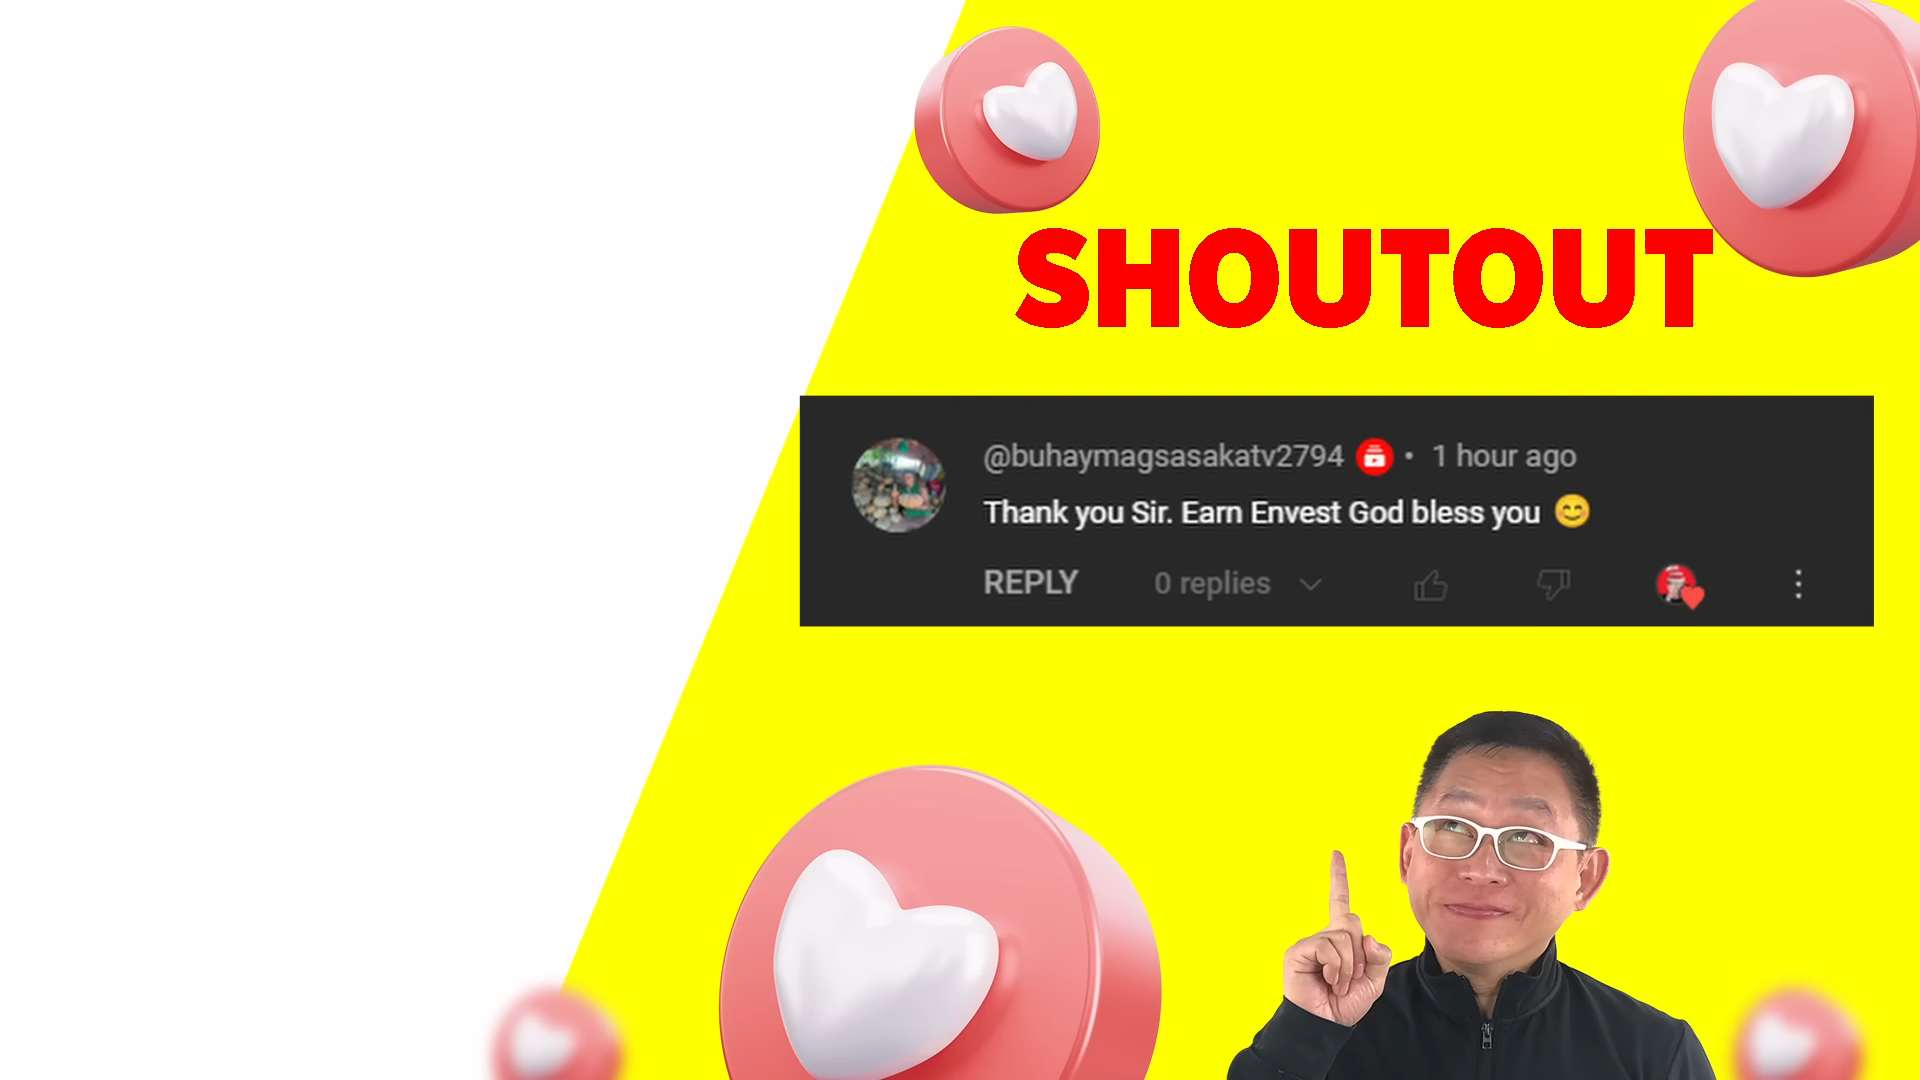 SHOUTOUT
@buhaymagsasakatv2794 • 1 hour ago
Thank you Sir. Earn Envest God bless you 😊
REPLY 0 replies